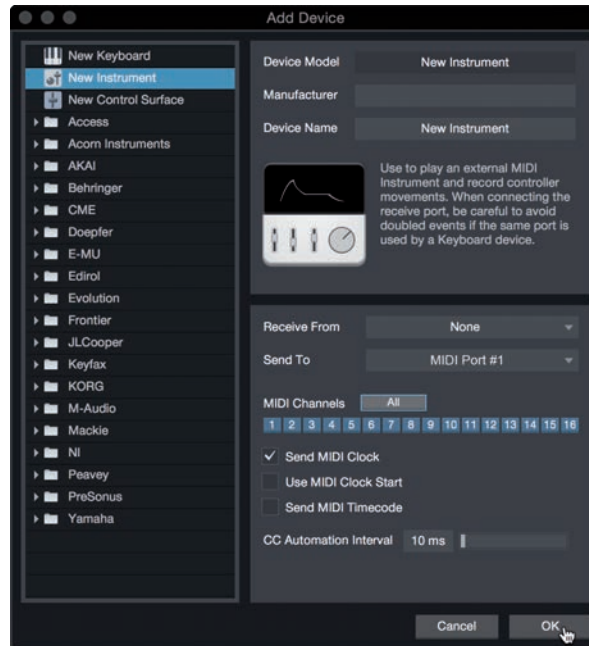 Add Device
New Keyboard
New Instrument
New Control Surface
Access
Acorn Instruments
AKAI
Behringer
CME
Doepfer
E-MU
Edirol
Evolution
Frontier
JLCooper
Keyfax
KORG
M-Audio
Mackie
NI
Peavey
PreSonus
Yamaha
Device Model New Instrument
Manufacturer
Device Name New Instrument
Use to play an external MIDI
Instrument and record controller
movements. When connecting the
receive port, be careful to avoid
doubled events if the same port is
used by a Keyboard device.
Receive From None
Send To MIDI Port #1
MIDI Channels All
1 2 3 4 5 6 7 8 9 10 11 12 13 14 15 16
Send MIDI Clock
Use MIDI Clock Start
Send MIDI Timecode
CC Automation Interval 10 ms
Cancel OK